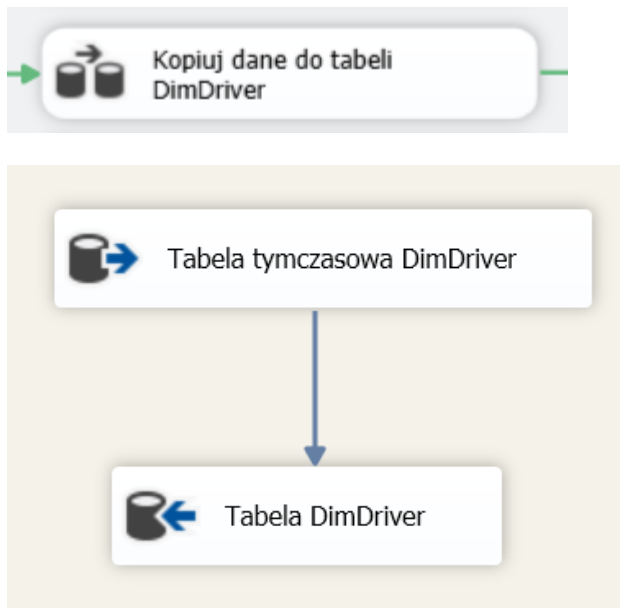 Kopiuj dane do tabeli
DimDriver
Tabela tymczasowa DimDriver
Tabela DimDriver